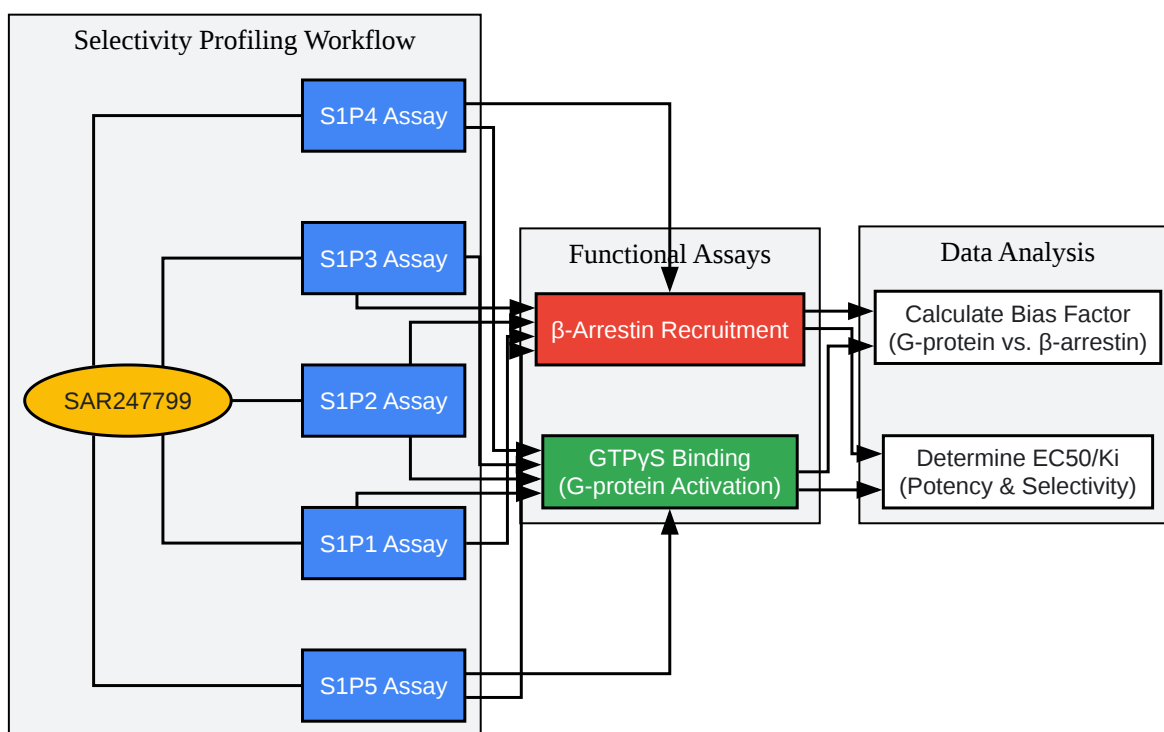 Selectivity Profiling Workflow
S1P4 Assay
S1P3 Assay
SAR247799
S1P2 Assay
S1P1 Assay
S1P5 Assay
Functional Assays
β-Arrestin Recruitment
GTPγS Binding
(G-protein Activation)
Data Analysis
Calculate Bias Factor
(G-protein vs. β-arrestin)
Determine EC50/Ki
(Potency & Selectivity)